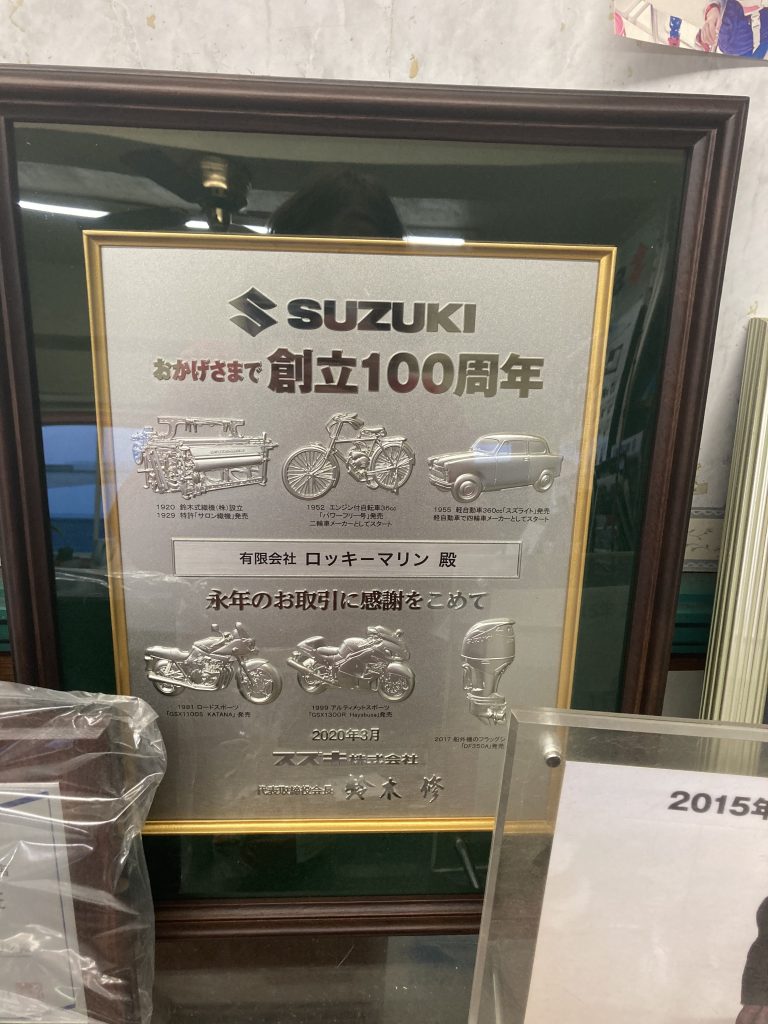 SUZUKI
おかげさまで 創立100周年
1920 鈴木式織機(株)設立
1929 特許「サロン織機」発売
1952 エンジン付自転車36cc
「パワーフリー号」発売
二輪車メーカーとしてスタート
1955 軽自動車360cc「スズライト」発売
軽自動車で四輪車メーカーとしてスタート
有限会社 ロッキーマリン 殿
永年のお取引に感謝をこめて
1981 ロードスポーツ
「GSX1100S KATANA」発売
1999 アルティメットスポーツ
「GSX1300R Hayabusa」発売
2017 船外機のフラッグシ
「DF350A」発売
2020年3月
スズキ株式会社
代表取締役会長 鈴木 修
2015年